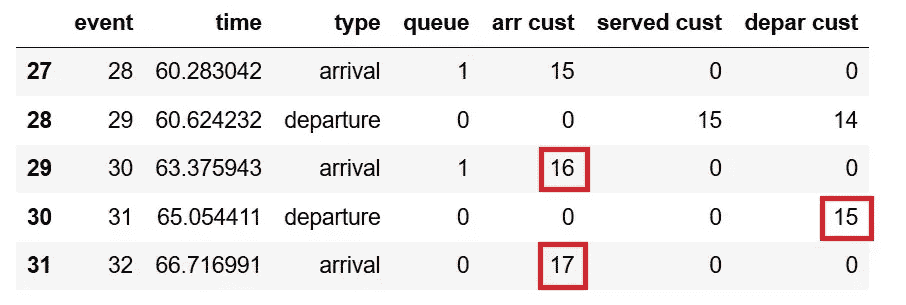 event time type queue arr cust served cust depar cust
27 28 60.283042 arrival 1 15 0 0
28 29 60.624232 departure 0 0 15 14
29 30 63.375943 arrival 1 16 0 0
30 31 65.054411 departure 0 0 0 15
31 32 66.716991 arrival 0 17 0 0